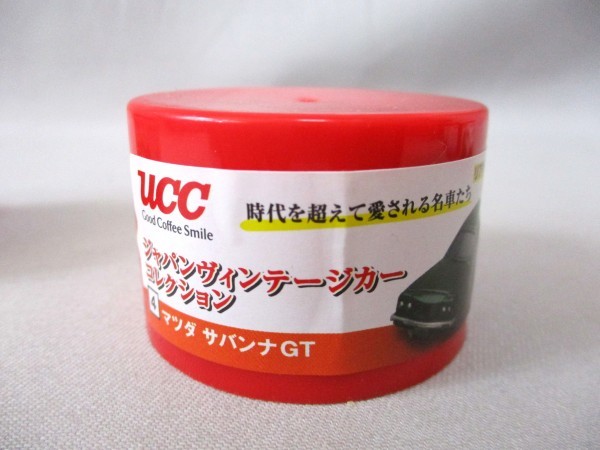 UCC
Good Coffee Smile
時代を超えて愛される名車たち
ジャパンヴィンテージカー
コレクション
4 マツダ サバンナGT